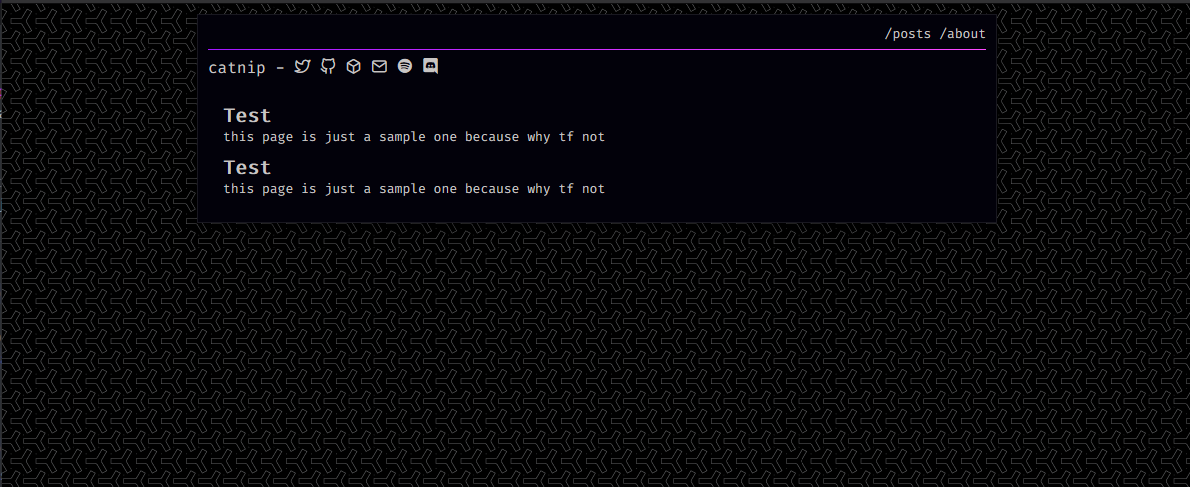 /posts /about
catnip -
Test
this page is just a sample one because why tf not
Test
this page is just a sample one because why tf not